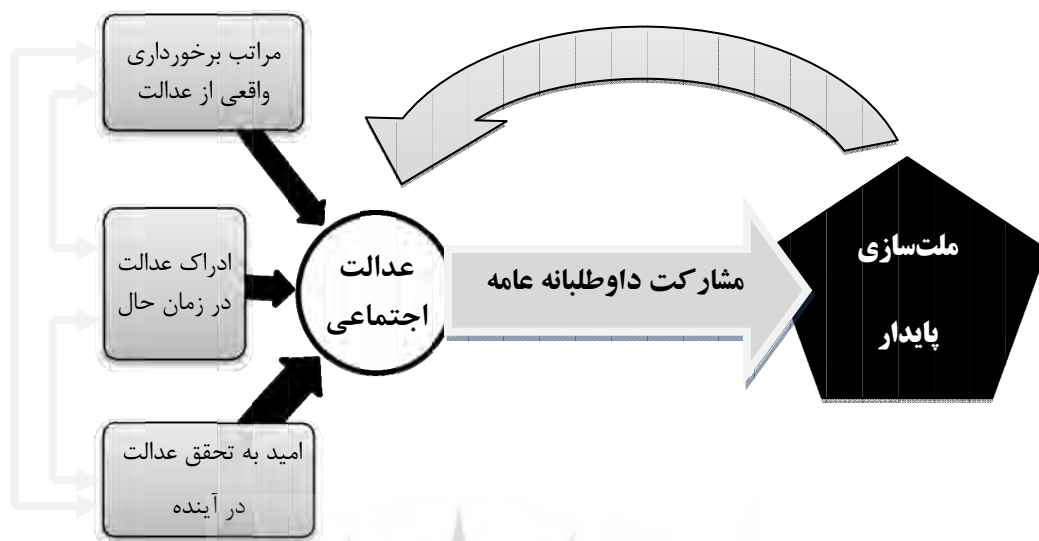 مراتب برخورداری
واقعی از عدالت
ادراک عدالت
در زمان حال
امید به تحقق عدالت
در آینده
عدالت
اجتماعی
مشارکت داوطلبانه عامه
ملت‌سازی
پایدار